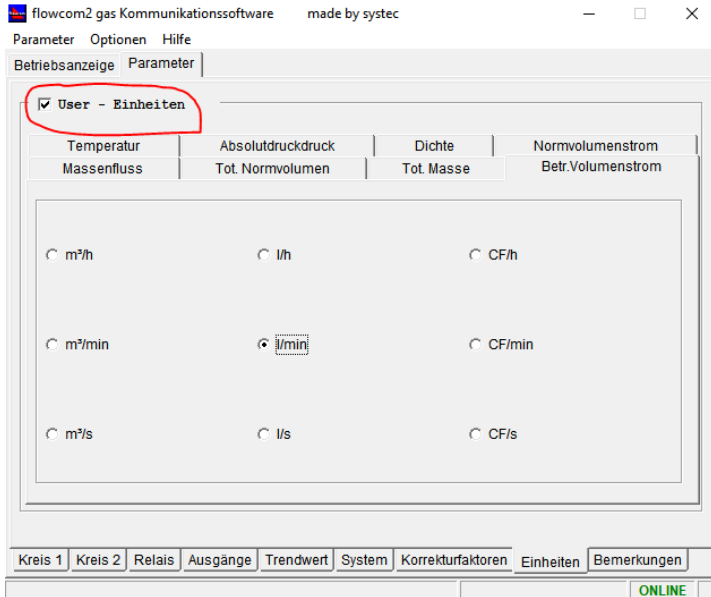 flowcom2 gas Kommunikationssoftware made by systec
Parameter Optionen Hilfe
Betriebsanzeige Parameter
User - Einheiten
Temperatur Absolutdruckdruck Dichte Normvolumenstrom
Massenfluss Tot. Normvolumen Tot. Masse Betr.Volumenstrom
m³/h l/h CF/h
m³/min l/min CF/min
m³/s l/s CF/s
Kreis 1 Kreis 2 Relais Ausgänge Trendwert System Korrekturfaktoren Einheiten Bemerkungen
ONLINE